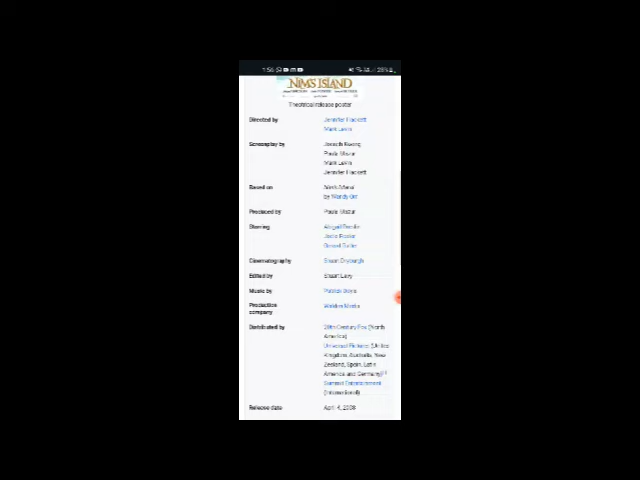 1:56
NIM'S ISLAND
Theatrical release poster
Directed by Jennifer Flackett
Mark Levin
Screenplay by Joseph Kwong
Paula Mazur
Mark Levin
Jennifer Flackett
Based on Nim's Island
by Wendy Orr
Produced by Paula Mazur
Starring Abigail Breslin
Jodie Foster
Gerard Butler
Cinematography Stuart Dryburgh
Edited by Stuart Levy
Music by Patrick Doyle
Production Walden Media
company
Distributed by 20th Century Fox (North
America)
Universal Pictures (United
Kingdom, Australia, New
Zealand, Spain, Latin
America and Germany)
Summit Entertainment
(International)
Release date April 4, 2008